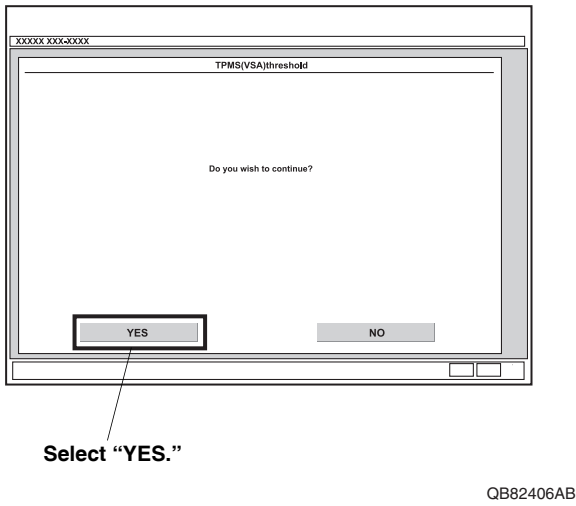 XXXXX XXX-XXXX
TPMS(VSA)threshold
Do you wish to continue?
YES
NO
Select “YES.”
QB82406AB